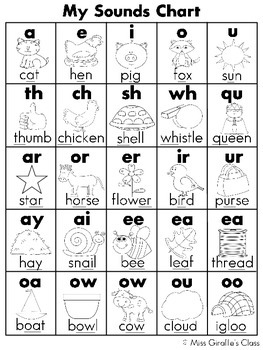 My Sounds Chart
a e i o u
cat hen pig fox sun
th ch sh wh qu
thumb chicken shell whistle queen
ar or er ir ur
star horse flower bird purse
ay ai ee ea ea
hay snail bee leaf thread
oa ow ow ou oo
boat bowl cow cloud igloo
© Miss Giraffe's Class